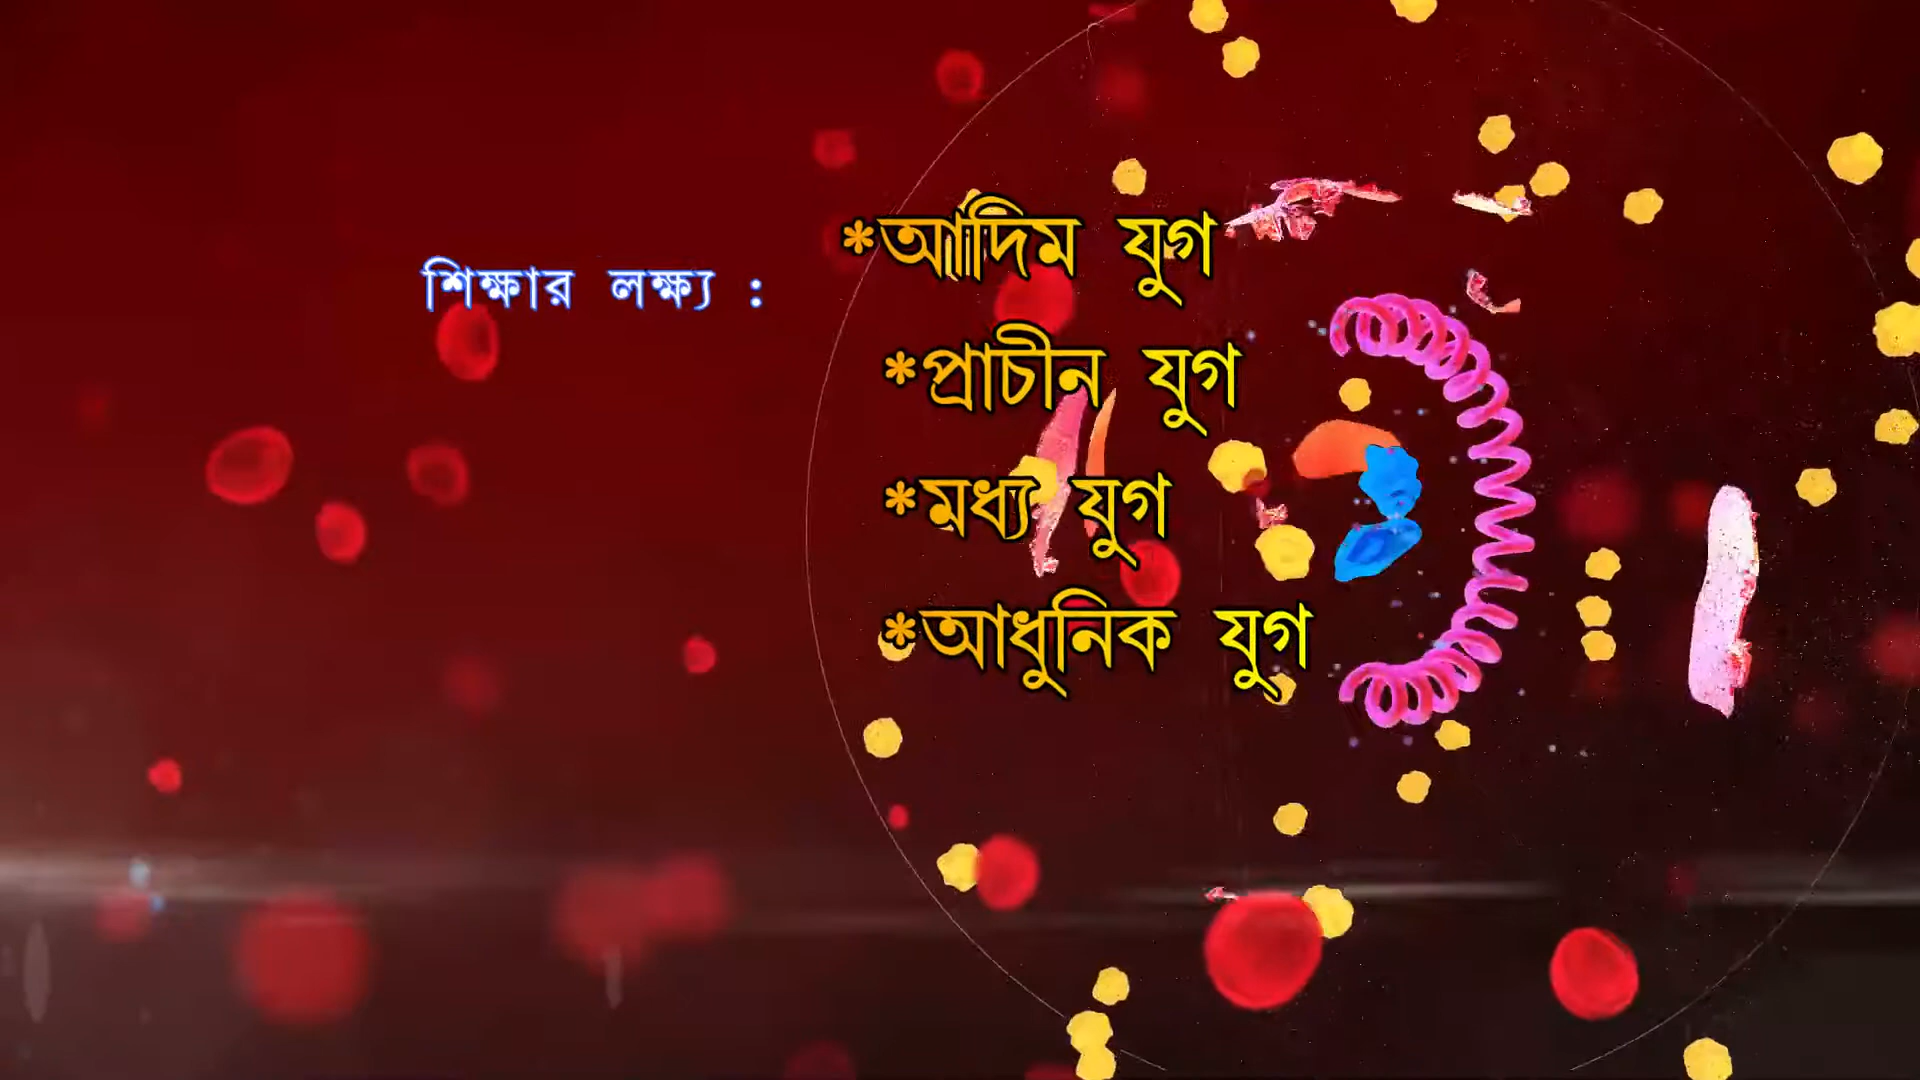 শিক্ষার লক্ষ্য :
*আদিম যুগ
*প্রাচীন যুগ
*মধ্য যুগ
*আধুনিক যুগ